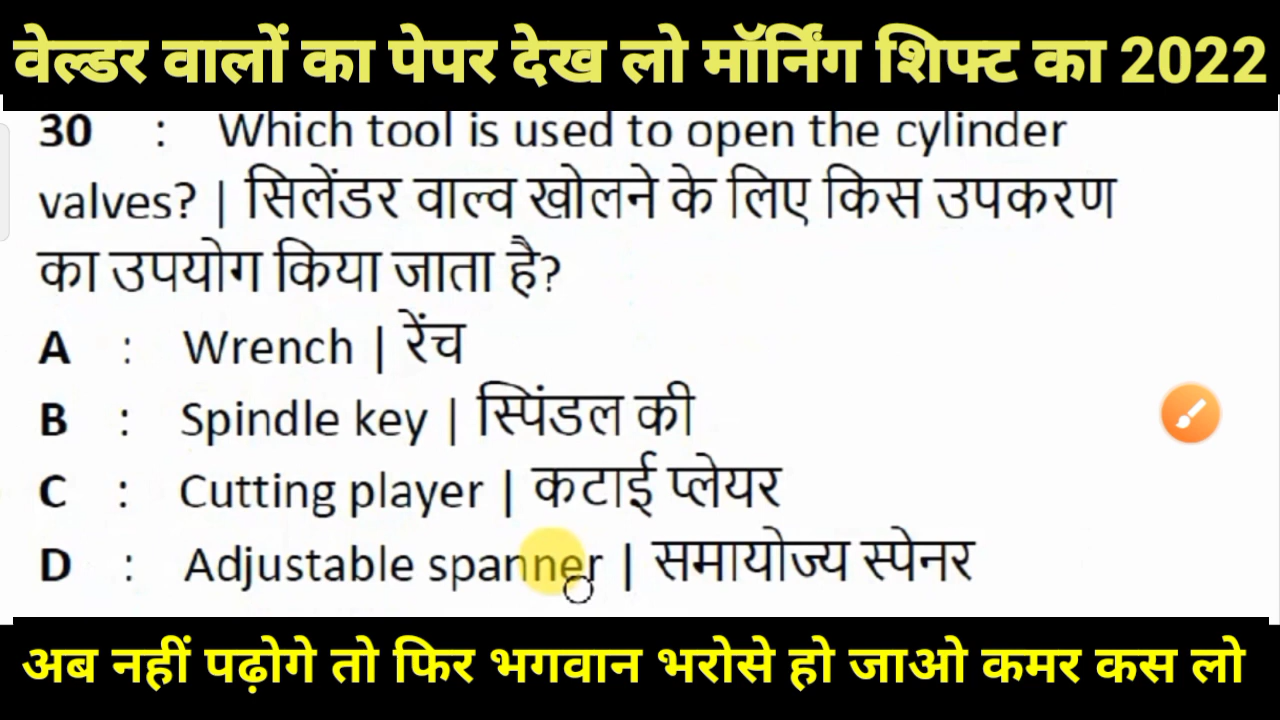 वेल्डर वालों का पेपर देख लो मॉर्निंग शिफ्ट का 2022
30 : Which tool is used to open the cylinder
valves? | सिलेंडर वाल्व खोलने के लिए किस उपकरण
का उपयोग किया जाता है?
A : Wrench | रेंच
B : Spindle key | स्पिंडल की
C : Cutting player | कटाई प्लेयर
D : Adjustable spanner | समायोज्य स्पेनर
अब नहीं पढ़ोगे तो फिर भगवान भरोसे हो जाओ कमर कस लो